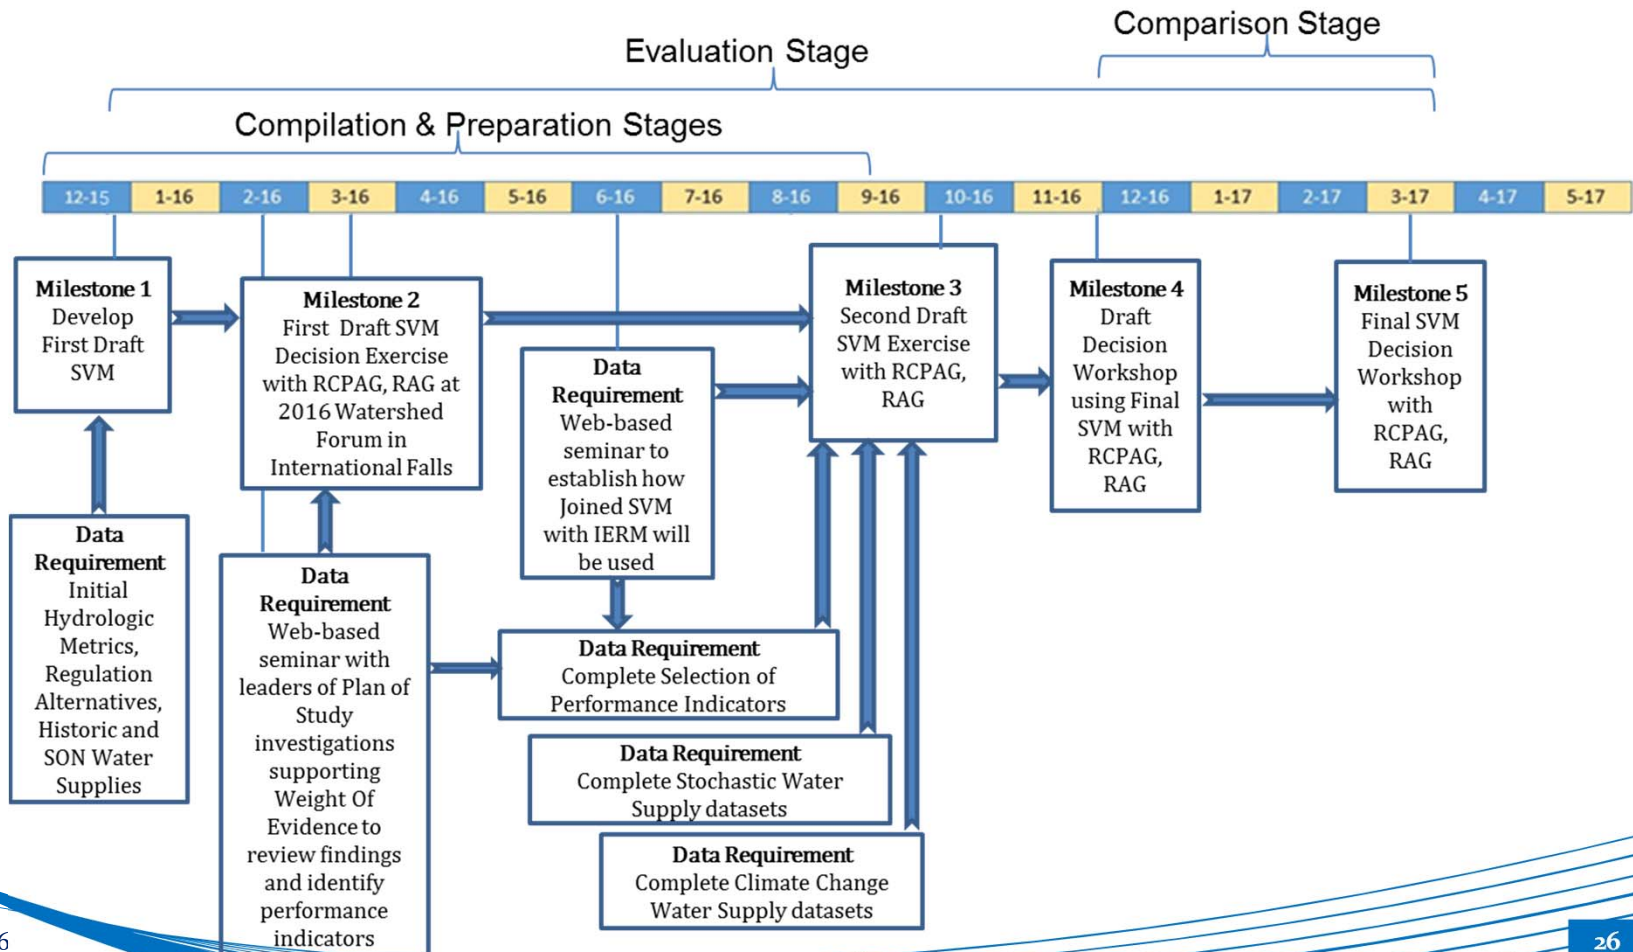 Comparison Stage
Evaluation Stage
Compilation & Preparation Stages
12-15 1-16 2-16 3-16 4-16 5-16 6-16 7-16 8-16 9-16 10-16 11-16 12-16 1-17 2-17 3-17 4-17 5-17
Milestone 1
Develop
First Draft
SVM
Milestone 2
First Draft SVM
Decision Exercise
with RCPAG, RAG at
2016 Watershed
Forum in
International Falls
Milestone 3
Second Draft
SVM Exercise
with RCPAG,
RAG
Milestone 4
Draft
Decision
Workshop
using Final
SVM with
RCPAG,
RAG
Milestone 5
Final SVM
Decision
Workshop
with
RCPAG,
RAG
Data
Requirement
Web-based
seminar to
establish how
Joined SVM
with IERM will
be used
Data
Requirement
Initial
Hydrologic
Metrics,
Regulation
Alternatives,
Historic and
SON Water
Supplies
Data
Requirement
Web-based
seminar with
leaders of Plan of
Study
investigations
supporting
Weight Of
Evidence to
review findings
and identify
performance
indicators
Data Requirement
Complete Selection of
Performance Indicators
Data Requirement
Complete Stochastic Water
Supply datasets
Data Requirement
Complete Climate Change
Water Supply datasets
6
26